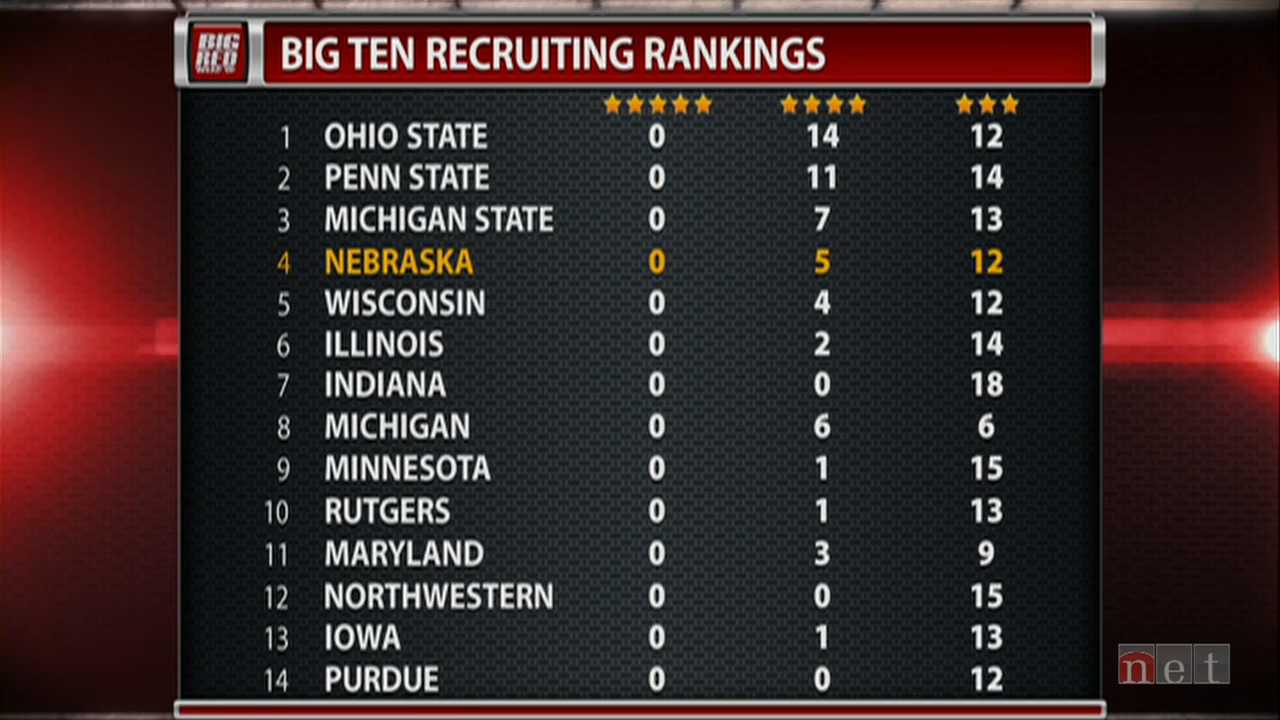 BIG RED
BIG TEN RECRUITING RANKINGS
1 OHIO STATE 0 14 12
2 PENN STATE 0 11 14
3 MICHIGAN STATE 0 7 13
4 NEBRASKA 0 5 12
5 WISCONSIN 0 4 12
6 ILLINOIS 0 2 14
7 INDIANA 0 0 18
8 MICHIGAN 0 6 6
9 MINNESOTA 0 1 15
10 RUTGERS 0 1 13
11 MARYLAND 0 3 9
12 NORTHWESTERN 0 0 15
13 IOWA 0 1 13
14 PURDUE 0 0 12
net